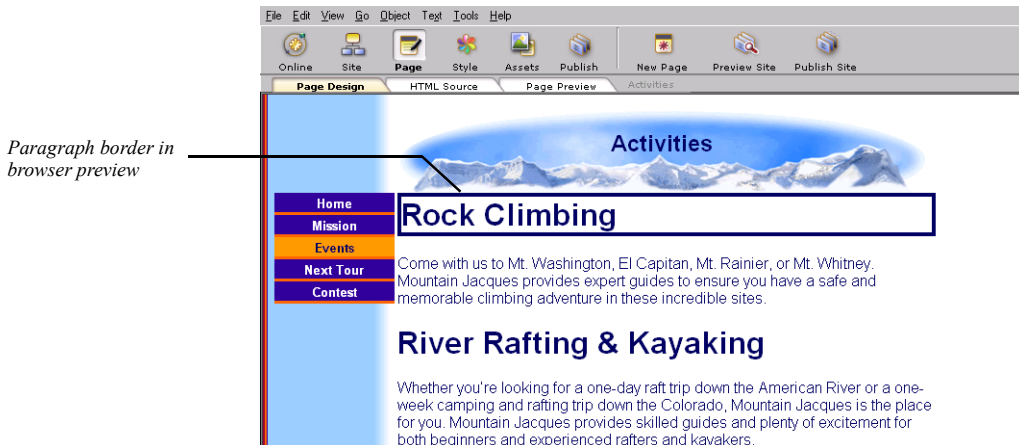 File Edit View Go Object Text Tools Help
Online Site Page Style Assets Publish New Page Preview Site Publish Site
Page Design HTML Source Page Preview Activities
Paragraph border in
browser preview
Activities
Home
Mission
Events
Next Tour
Contest
Rock Climbing
Come with us to Mt. Washington, El Capitan, Mt. Rainier, or Mt. Whitney.
Mountain Jacques provides expert guides to ensure you have a safe and
memorable climbing adventure in these incredible sites.
River Rafting & Kayaking
Whether you're looking for a one-day raft trip down the American River or a one-
week camping and rafting trip down the Colorado, Mountain Jacques is the place
for you. Mountain Jacques provides skilled guides and plenty of excitement for
both beginners and experienced rafters and kayakers.